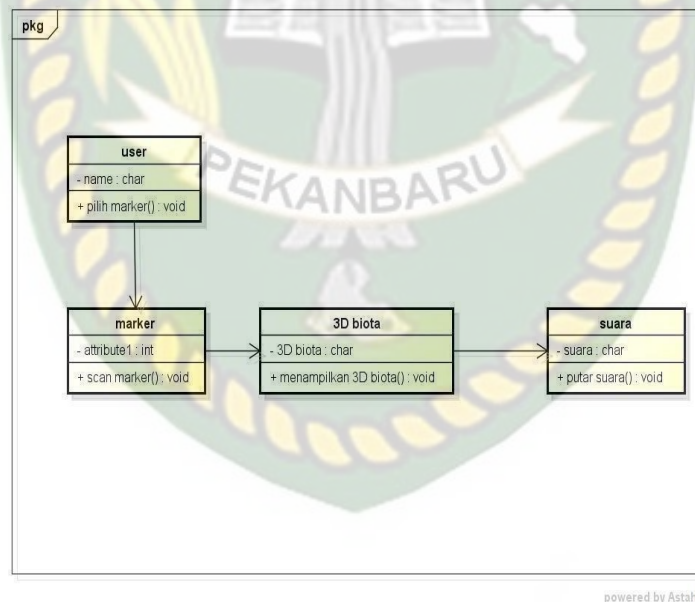 pkg
user
- name : char
+ pilih marker() : void
PEKANBARU
marker
- attribute1 : int
+ scan marker() : void
3D biota
- 3D biota : char
+ menampilkan 3D biota() : void
suara
- suara : char
+ putar suara() : void
powered by Astah